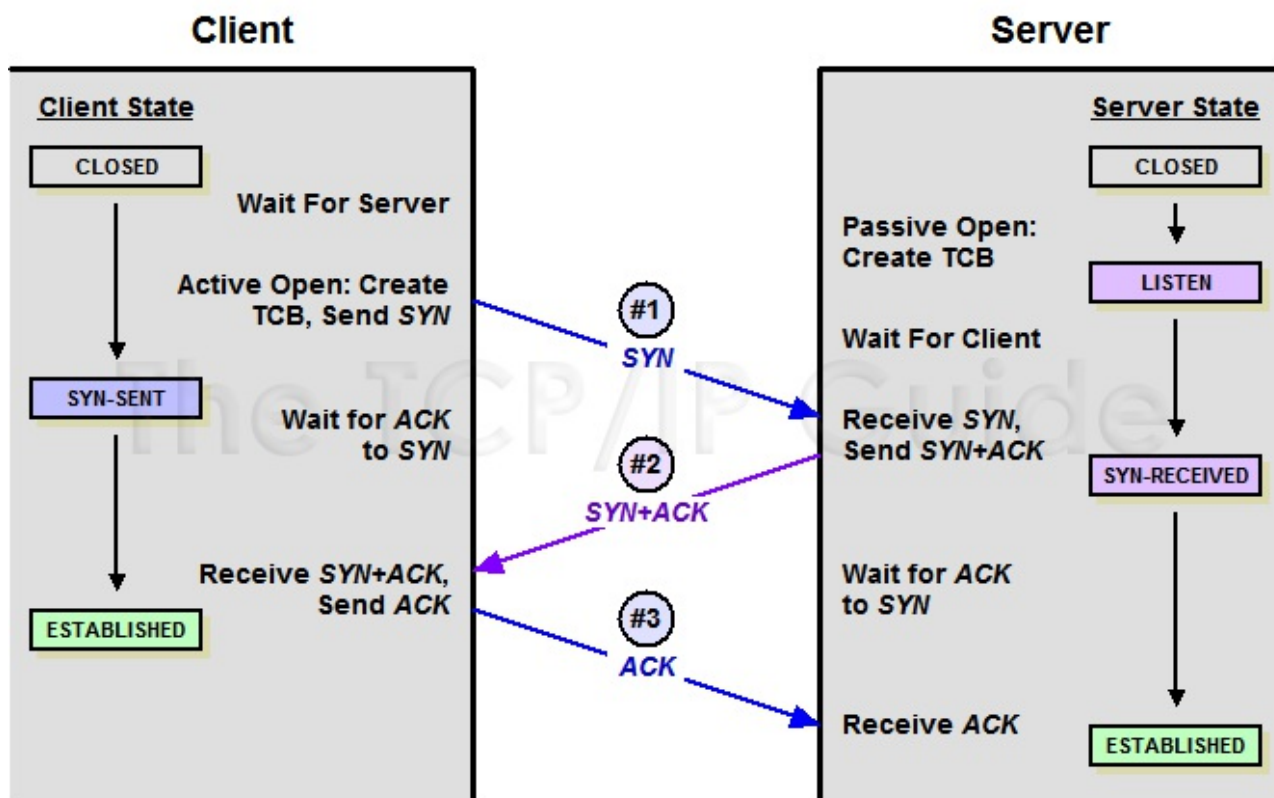 Client
Server
Client State
CLOSED
Wait For Server
Active Open: Create
TCB, Send SYN
SYN-SENT
Wait for ACK
to SYN
Receive SYN+ACK,
Send ACK
ESTABLISHED
#1
SYN
#2
SYN+ACK
#3
ACK
Server State
CLOSED
Passive Open:
Create TCB
LISTEN
Wait For Client
Receive SYN,
Send SYN+ACK
SYN-RECEIVED
Wait for ACK
to SYN
Receive ACK
ESTABLISHED
The TCP/IP Guide